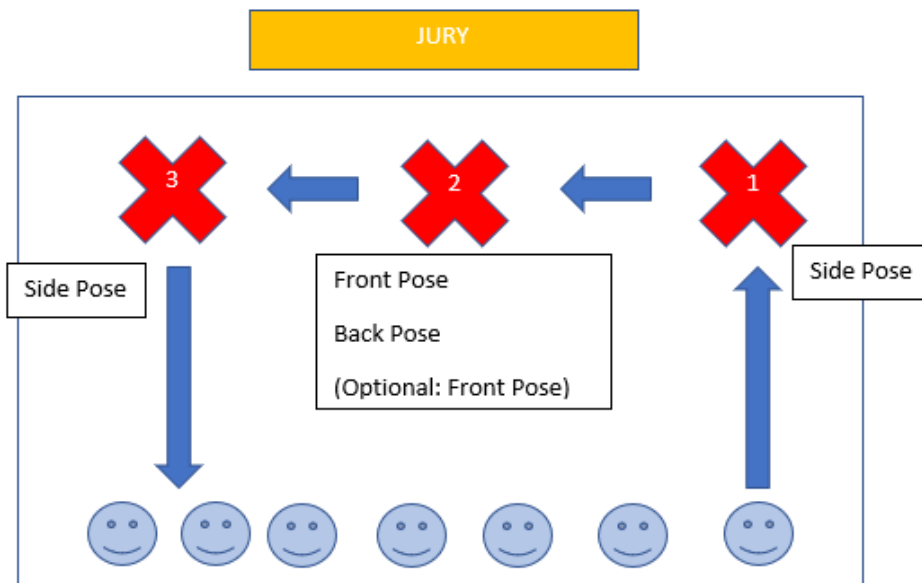 JURY
3
2
1
Side Pose
Front Pose
Back Pose
(Optional: Front Pose)
Side Pose